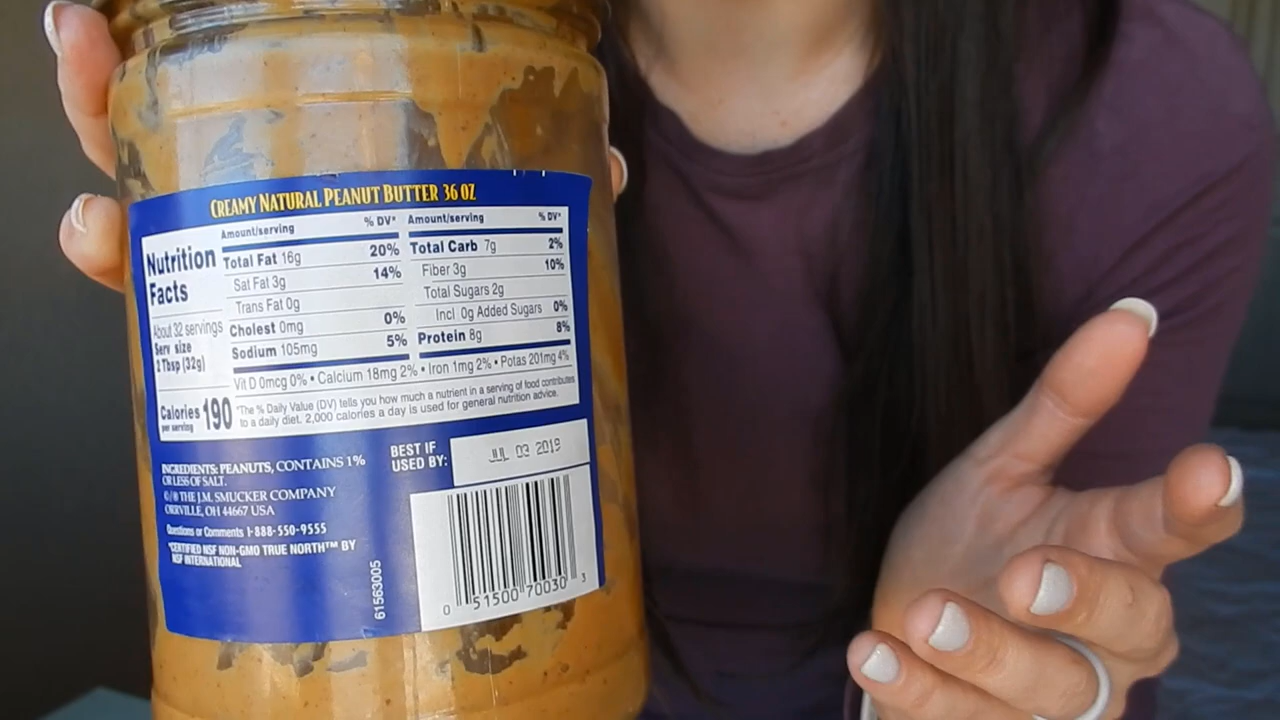 CREAMY NATURAL PEANUT BUTTER 36 OZ
Nutrition
Facts
About 32 servings
Serv size
2 Tbsp (32g)
Calories 190
per serving
Amount/serving % DV*
Total Fat 16g 20%
Sat Fat 3g 14%
Trans Fat 0g
Cholest 0mg 0%
Sodium 105mg 5%
Amount/serving % DV*
Total Carb 7g 2%
Fiber 3g 10%
Total Sugars 2g
Incl 0g Added Sugars 0%
Protein 8g 8%
Vit D 0mcg 0% • Calcium 18mg 2% • Iron 1mg 2% • Potas 201mg 4%
*The % Daily Value (DV) tells you how much a nutrient in a serving of food contributes
to a daily diet. 2,000 calories a day is used for general nutrition advice.
INGREDIENTS: PEANUTS, CONTAINS 1%
OR LESS OF SALT.
©/® THE J.M. SMUCKER COMPANY
ORRVILLE, OH 44667 USA
Questions or Comments 1-888-550-9555
*CERTIFIED NSF NON-GMO TRUE NORTH™ BY
NSF INTERNATIONAL
61563005
BEST IF
USED BY:
JUL 03 2019
0 51500 70030 3